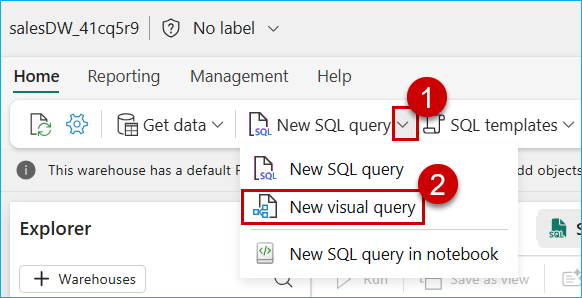 salesDW_41cq5r9 No label
Home Reporting Management Help
1
Get data New SQL query SQL templates
New SQL query
This warehouse has a default dd objects
2
New visual query
Explorer
New SQL query in notebook
+ Warehouses Run Save as view